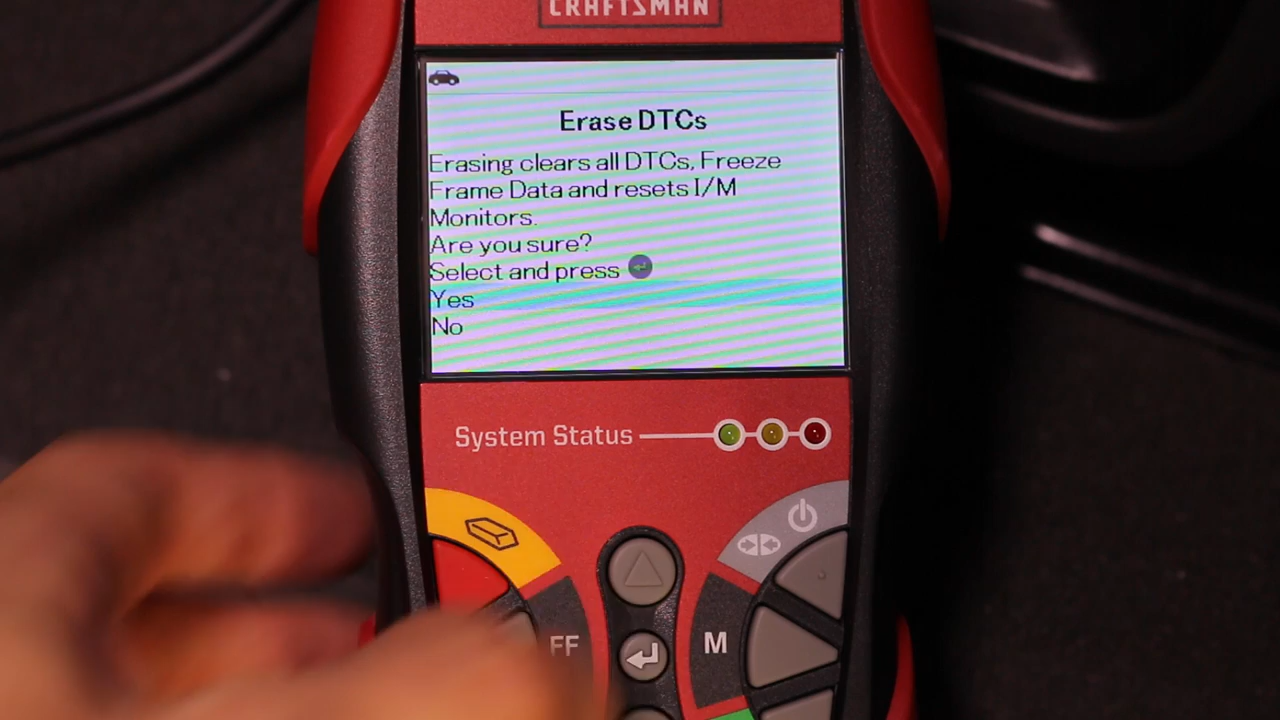 CRAFTSMAN
Erase DTCs
Erasing clears all DTCs, Freeze
Frame Data and resets I/M
Monitors.
Are you sure?
Select and press
Yes
No
System Status
FF
M